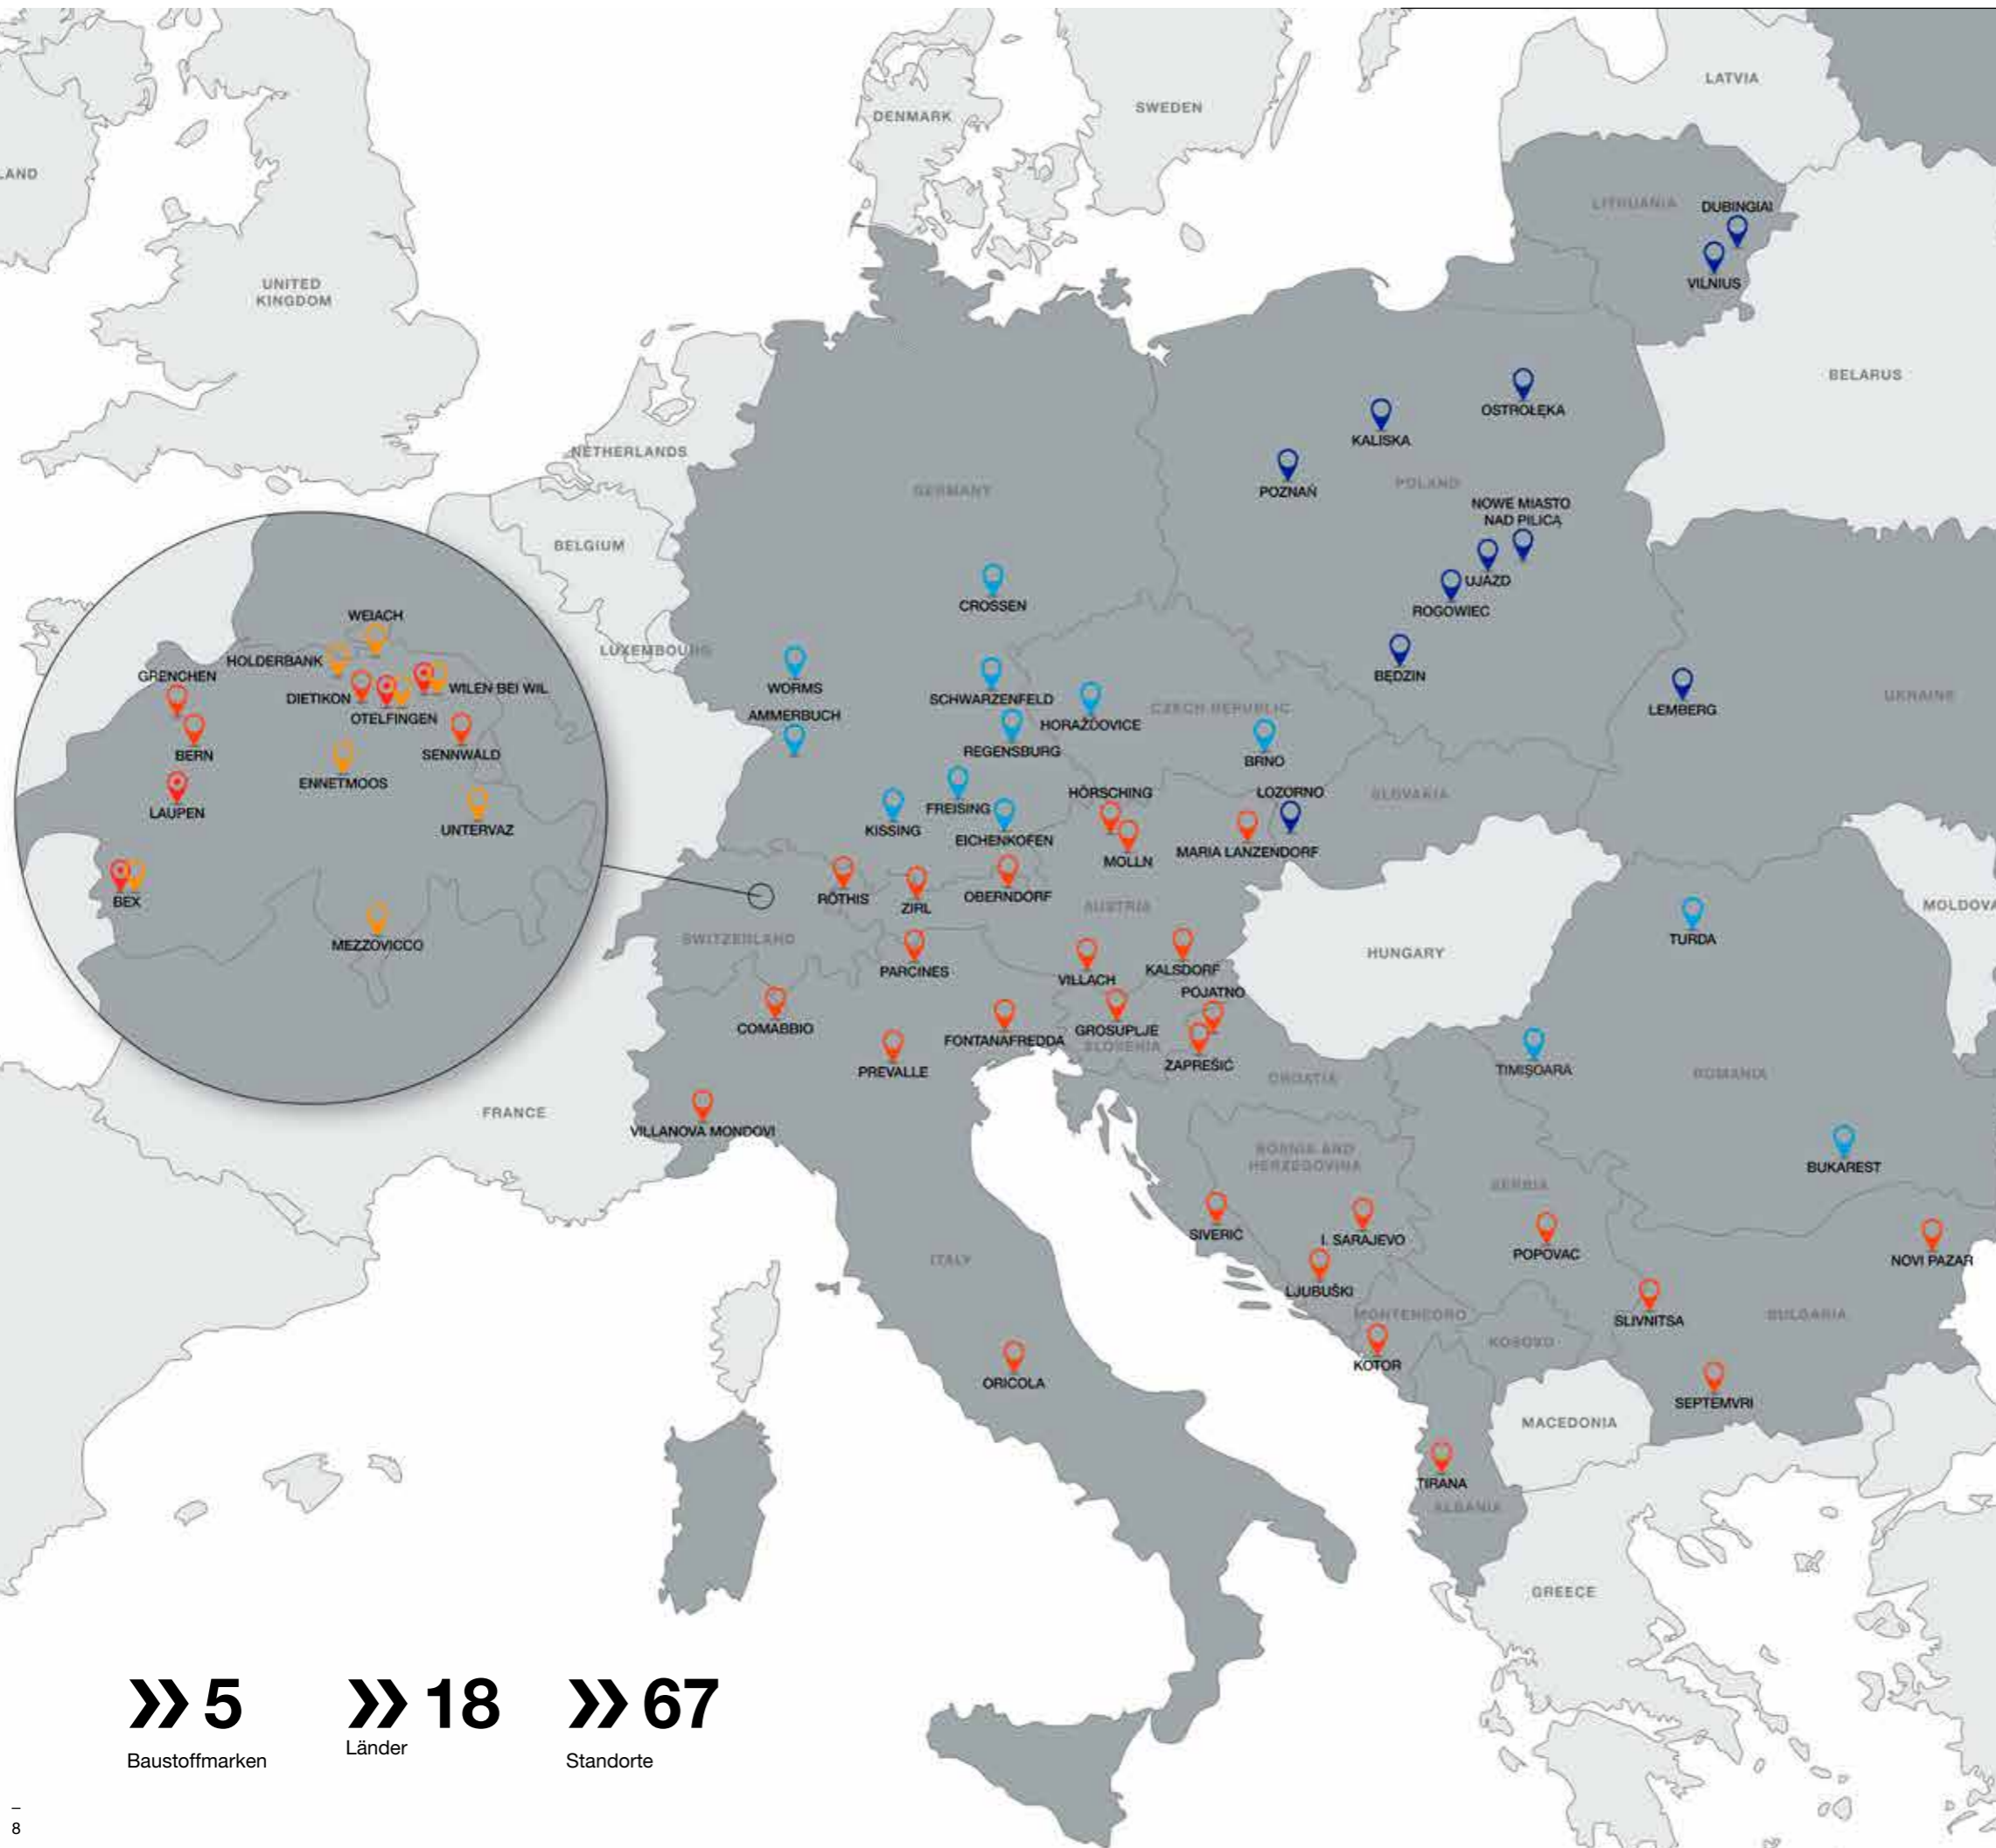 LATVIA
SWEDEN
DENMARK
LAND
LITHUANIA
DUBINGIAI
VILNIUS
UNITED
KINGDOM
BELARUS
OSTROŁĘKA
KALISKA
NETHERLANDS
POZNAŃ
GERMANY
POLAND
NOWE MIASTO
NAD PILICĄ
BELGIUM
UJAZD
CROSSEN
ROGOWIEC
WEIACH
LUXEMBOURG
HOLDERBANK
GRENCHEN
WORMS
BĘDZIN
WILEN BEI WIL
DIETIKON
SCHWARZENFELD
UKRAINE
LEMBERG
CZECH REPUBLIC
AMMERBUCH
OTELFINGEN
HORAŽĎOVICE
BERN
SENNWALD
REGENSBURG
BRNO
ENNETMOOS
HÖRSCHING
LOZORNO
SLOVAKIA
FREISING
LAUPEN
UNTERVAZ
KISSING
EICHENKOFEN
MOLLN
MARIA LANZENDORF
BEX
RÖTHIS
ZIRL
OBERNDORF
AUSTRIA
MOLDOVA
MEZZOVICCO
SWITZERLAND
TURDA
HUNGARY
PARCINES
VILLACH
KALSDORF
POJATNO
COMABBIO
FONTANAFREDDA
GROSUPLJE
SLOVENIA
ZAPREŠIĆ
PREVALLE
TIMIȘOARA
ROMANIA
CROATIA
FRANCE
VILLANOVA MONDOVI
BOSNIA AND
HERZEGOVINA
BUKAREST
SERBIA
SIVERIĆ
I. SARAJEVO
POPOVAC
NOVI PAZAR
ITALY
LJUBUŠKI
MONTENEGRO
SLIVNITSA
BULGARIA
KOSOVO
KOTOR
ORICOLA
SEPTEMVRI
MACEDONIA
TIRANA
ALBANIA
GREECE
5
Baustoffmarken
18
Länder
67
Standorte
–
8